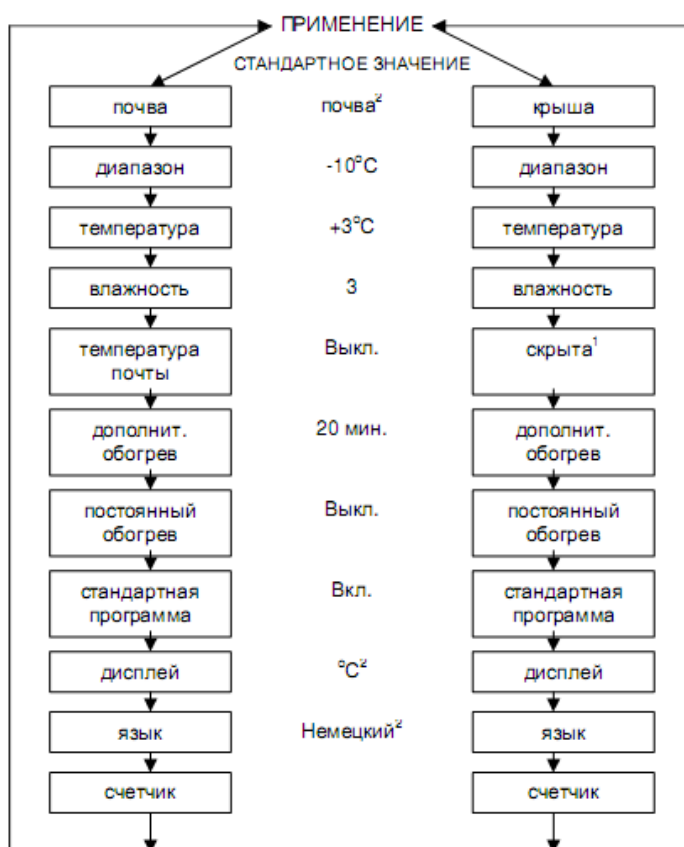 ПРИМЕНЕНИЕ
СТАНДАРТНОЕ ЗНАЧЕНИЕ
почва почва² крыша
диапазон -10°C диапазон
температура +3°C температура
влажность 3 влажность
температура Выкл. скрыта¹
почты
дополнит. 20 мин. дополнит.
обогрев обогрев
постоянный Выкл. постоянный
обогрев обогрев
стандартная Вкл. стандартная
программа программа
дисплей °C² дисплей
язык Немецкий² язык
счетчик счетчик